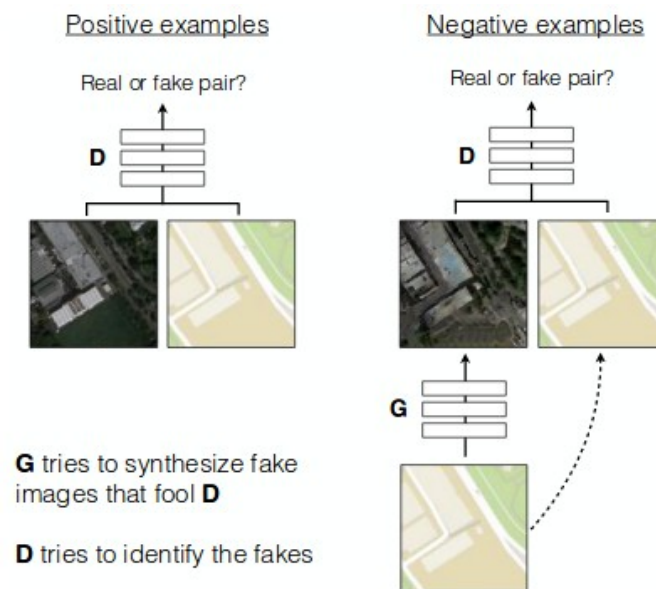 Positive examples
Real or fake pair?
D
Negative examples
Real or fake pair?
D
G
G tries to synthesize fake
images that fool D
D tries to identify the fakes